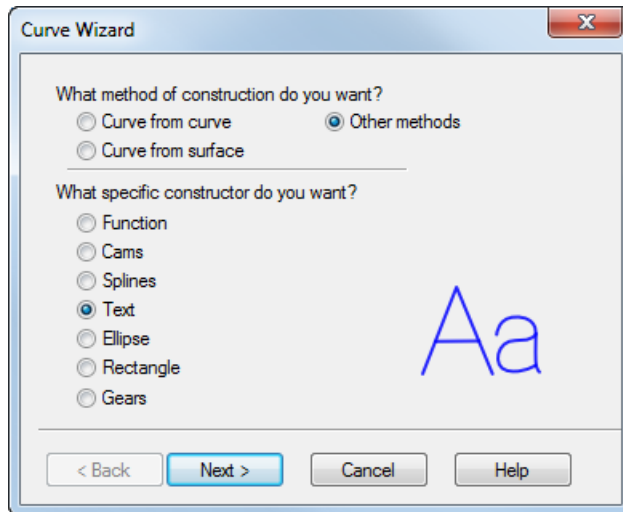 Curve Wizard
What method of construction do you want?
Curve from curve Other methods
Curve from surface
What specific constructor do you want?
Function
Cams
Splines
Text
Ellipse
Rectangle
Gears
Aa
< Back Next > Cancel Help